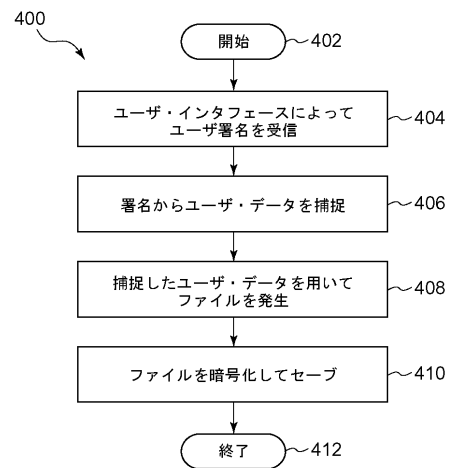 400
開始
402
ユーザ・インタフェースによって
ユーザ署名を受信
404
署名からユーザ・データを捕捉
406
捕捉したユーザ・データを用いて
ファイルを発生
408
ファイルを暗号化してセーブ
410
終了
412